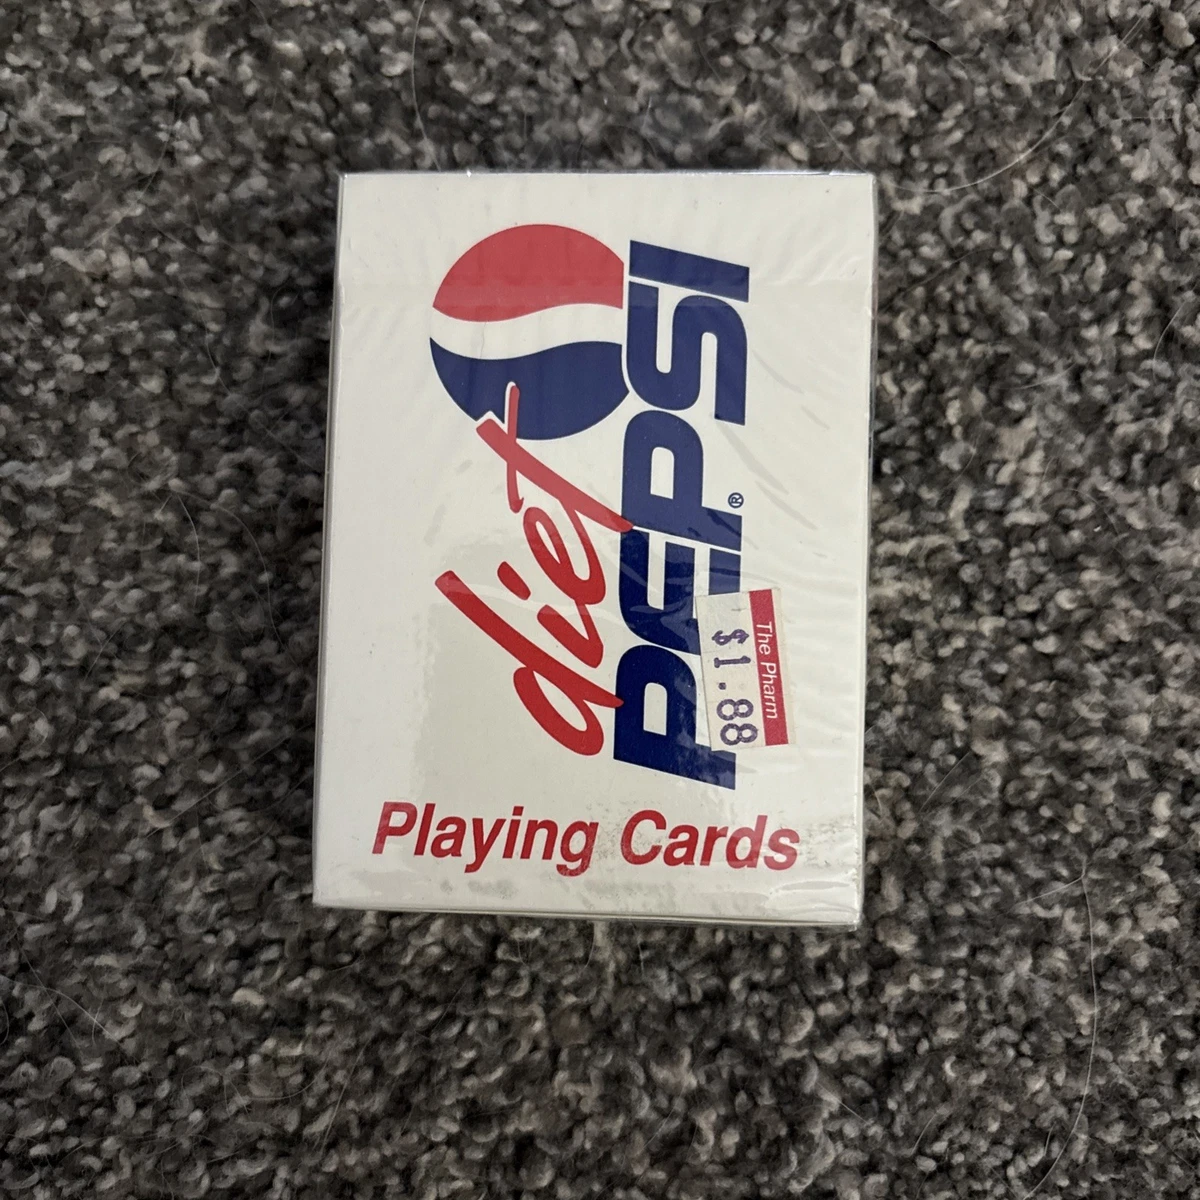 diet
PEPSI®
The Pharm
$1.88
Playing Cards